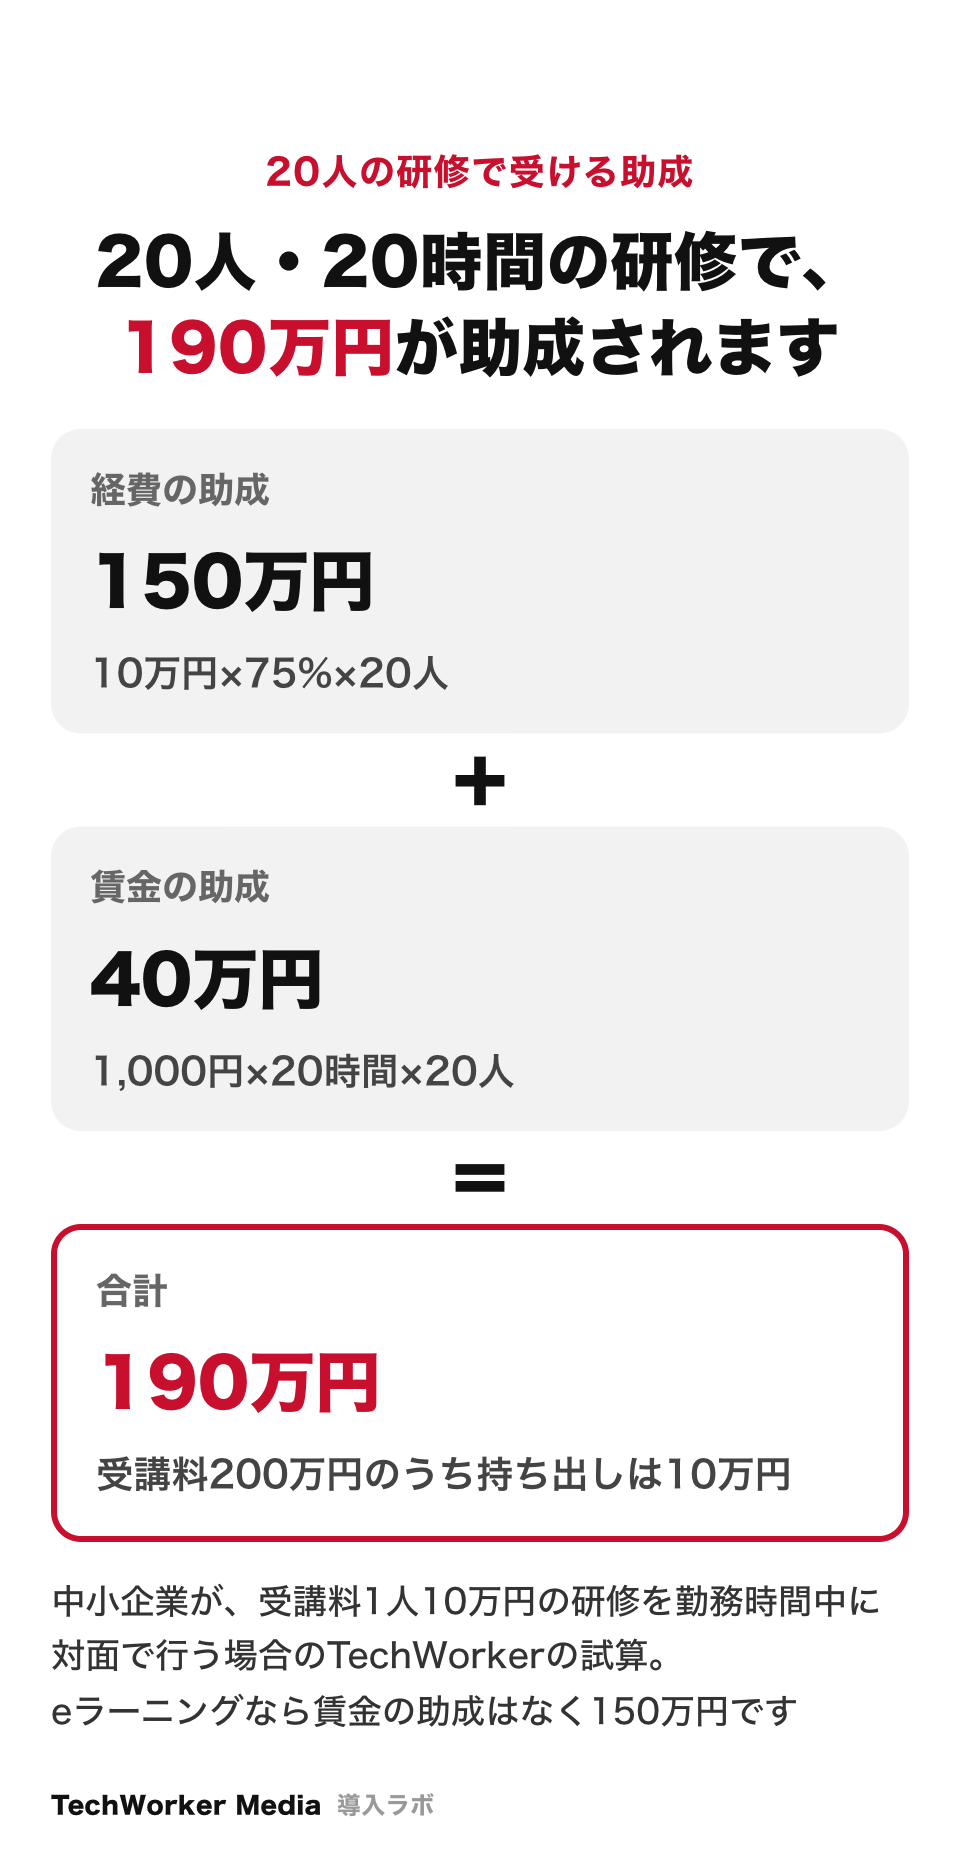 20人の研修で受ける助成
20人・20時間の研修で、
190万円が助成されます
経費の助成
150万円
10万円×75%×20人
+
賃金の助成
40万円
1,000円×20時間×20人
=
合計
190万円
受講料200万円のうち持ち出しは10万円
中小企業が、受講料1人10万円の研修を勤務時間中に
対面で行う場合のTechWorkerの試算。
eラーニングなら賃金の助成はなく150万円です
TechWorker Media 導入ラボ